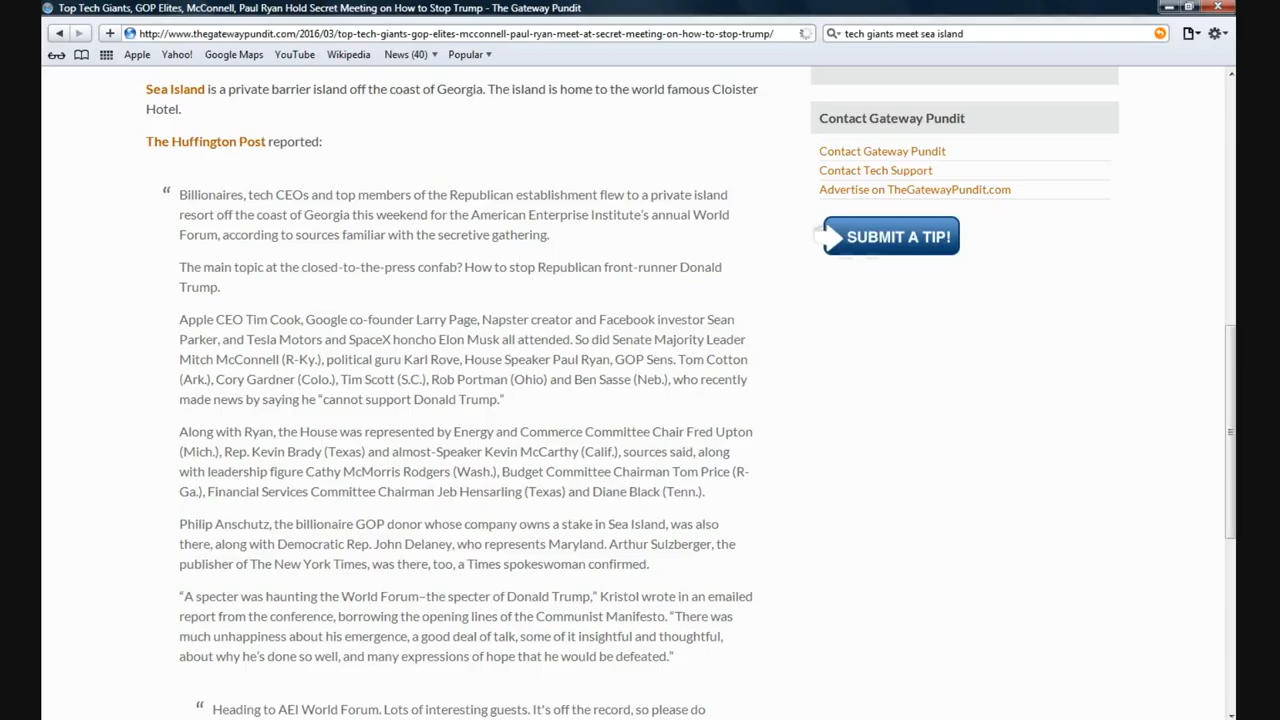 Top Tech Giants, GOP Elites, McConnell, Paul Ryan Hold Secret Meeting on How to Stop Trump - The Gateway Pundit
http://www.thegatewaypundit.com/2016/03/top-tech-giants-gop-elites-mcconnell-paul-ryan-meet-at-secret-meeting-on-how-to-stop-trump/
tech giants meet sea island
Apple Yahoo! Google Maps YouTube Wikipedia News (40) Popular
Sea Island is a private barrier island off the coast of Georgia. The island is home to the world famous Cloister
Hotel.
The Huffington Post reported:
“ Billionaires, tech CEOs and top members of the Republican establishment flew to a private island
resort off the coast of Georgia this weekend for the American Enterprise Institute’s annual World
Forum, according to sources familiar with the secretive gathering.
The main topic at the closed-to-the-press confab? How to stop Republican front-runner Donald
Trump.
Apple CEO Tim Cook, Google co-founder Larry Page, Napster creator and Facebook investor Sean
Parker, and Tesla Motors and SpaceX honcho Elon Musk all attended. So did Senate Majority Leader
Mitch McConnell (R-Ky.), political guru Karl Rove, House Speaker Paul Ryan, GOP Sens. Tom Cotton
(Ark.), Cory Gardner (Colo.), Tim Scott (S.C.), Rob Portman (Ohio) and Ben Sasse (Neb.), who recently
made news by saying he “cannot support Donald Trump.”
Along with Ryan, the House was represented by Energy and Commerce Committee Chair Fred Upton
(Mich.), Rep. Kevin Brady (Texas) and almost-Speaker Kevin McCarthy (Calif.), sources said, along
with leadership figure Cathy McMorris Rodgers (Wash.), Budget Committee Chairman Tom Price (R-
Ga.), Financial Services Committee Chairman Jeb Hensarling (Texas) and Diane Black (Tenn.).
Philip Anschutz, the billionaire GOP donor whose company owns a stake in Sea Island, was also
there, along with Democratic Rep. John Delaney, who represents Maryland. Arthur Sulzberger, the
publisher of The New York Times, was there, too, a Times spokeswoman confirmed.
“A specter was haunting the World Forum–the specter of Donald Trump,” Kristol wrote in an emailed
report from the conference, borrowing the opening lines of the Communist Manifesto. “There was
much unhappiness about his emergence, a good deal of talk, some of it insightful and thoughtful,
about why he’s done so well, and many expressions of hope that he would be defeated.”
“ Heading to AEI World Forum. Lots of interesting guests. It's off the record, so please do
Contact Gateway Pundit
Contact Gateway Pundit
Contact Tech Support
Advertise on TheGatewayPundit.com
SUBMIT A TIP!